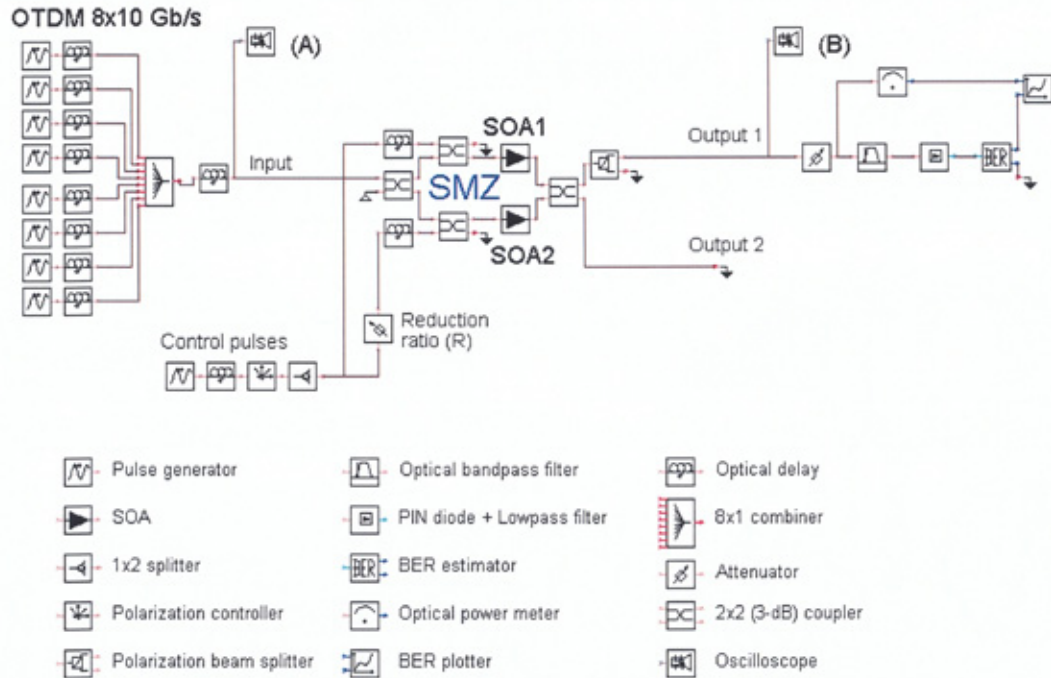 OTDM 8x10 Gb/s
(A)
(B)
SOA1
Output 1
Input
SMZ
BER
SOA2
Output 2
Reduction
ratio (R)
Control pulses
Pulse generator
Optical bandpass filter
Optical delay
SOA
PIN diode + Lowpass filter
8x1 combiner
1x2 splitter
BER
BER estimator
Attenuator
Polarization controller
Optical power meter
2x2 (3-dB) coupler
Polarization beam splitter
BER plotter
Oscilloscope